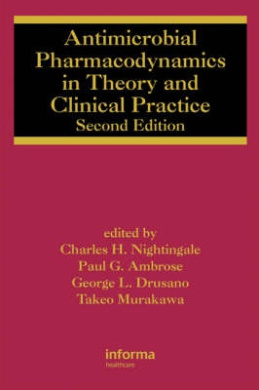 Antimicrobial
Pharmacodynamics
in Theory and
Clinical Practice
Second Edition
edited by
Charles H. Nightingale
Paul G. Ambrose
George L. Drusano
Takeo Murakawa
informa
healthcare